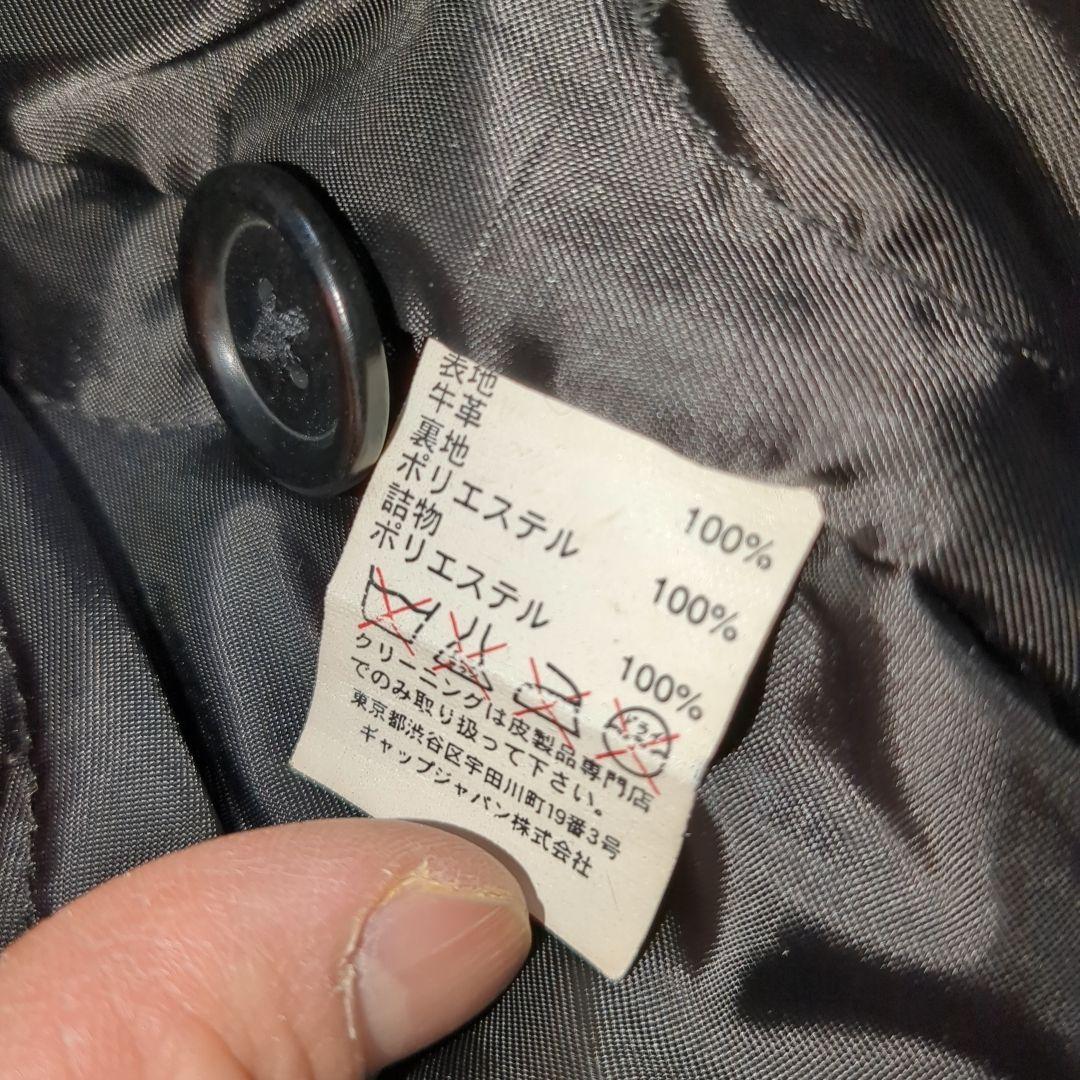 表地
牛革 100%
裏地
ポリエステル 100%
詰物
ポリエステル 100%
ドライ
クリーニングは皮製品専門店
でのみ取り扱って下さい。
東京都渋谷区宇田川町19番3号
ギャップジャパン株式会社